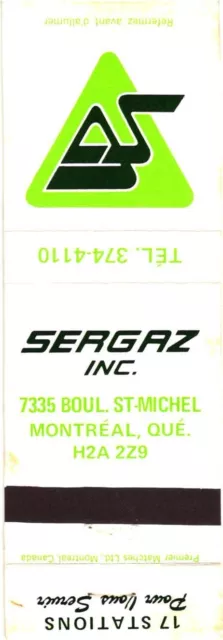 Refermez avant d'allumer
TÉL. 374-4110
SERGAZ
INC.
7335 BOUL. ST-MICHEL
MONTRÉAL, QUÉ.
H2A 2Z9
Premier Matches Ltd., Montreal, Canada
17 STATIONS
Pour Vous Servir